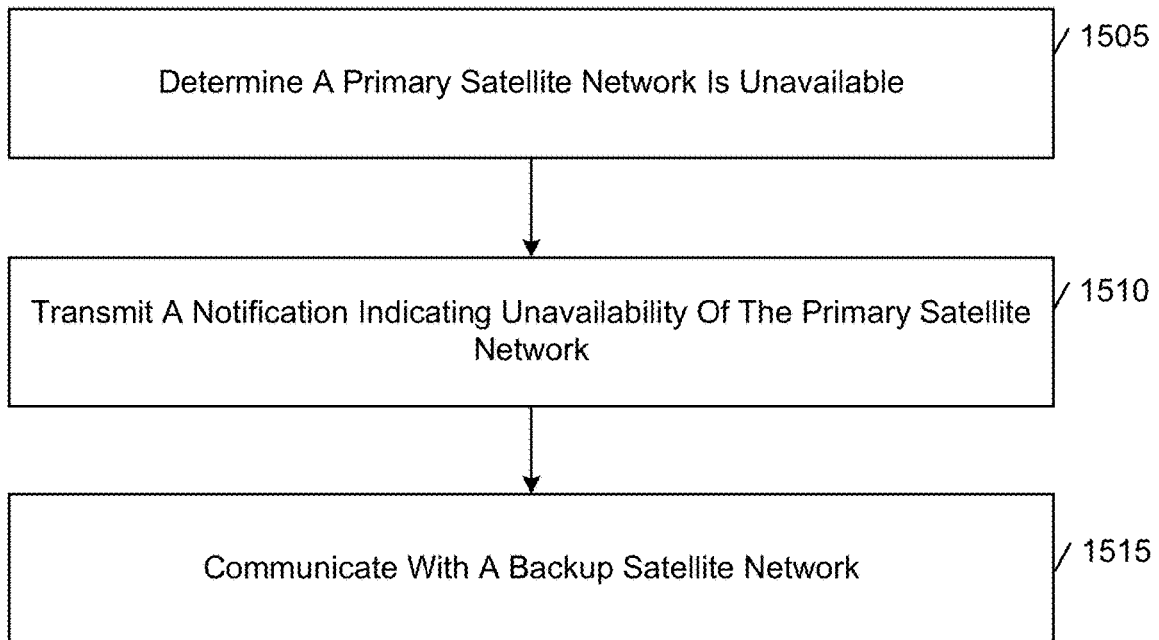 1505
Determine A Primary Satellite Network Is Unavailable
1510
Transmit A Notification Indicating Unavailability Of The Primary Satellite
Network
1515
Communicate With A Backup Satellite Network